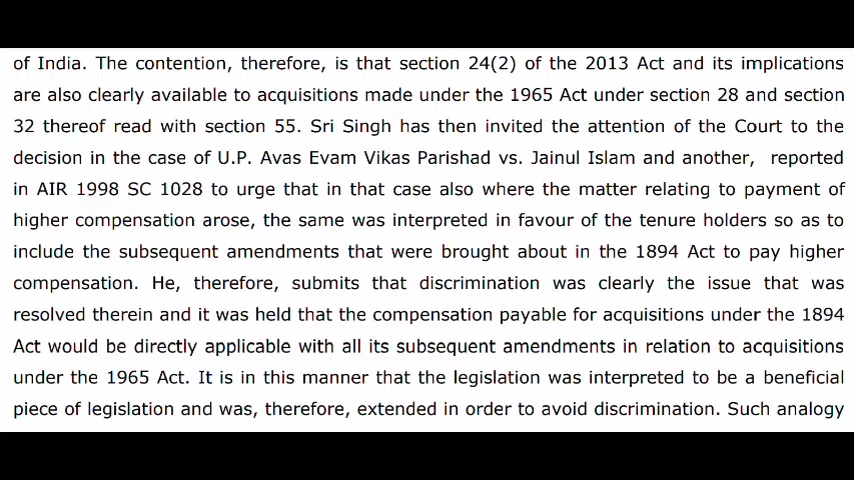 of India. The contention, therefore, is that section 24(2) of the 2013 Act and its implications
are also clearly available to acquisitions made under the 1965 Act under section 28 and section
32 thereof read with section 55. Sri Singh has then invited the attention of the Court to the
decision in the case of U.P. Avas Evam Vikas Parishad vs. Jainul Islam and another, reported
in AIR 1998 SC 1028 to urge that in that case also where the matter relating to payment of
higher compensation arose, the same was interpreted in favour of the tenure holders so as to
include the subsequent amendments that were brought about in the 1894 Act to pay higher
compensation. He, therefore, submits that discrimination was clearly the issue that was
resolved therein and it was held that the compensation payable for acquisitions under the 1894
Act would be directly applicable with all its subsequent amendments in relation to acquisitions
under the 1965 Act. It is in this manner that the legislation was interpreted to be a beneficial
piece of legislation and was, therefore, extended in order to avoid discrimination. Such analogy